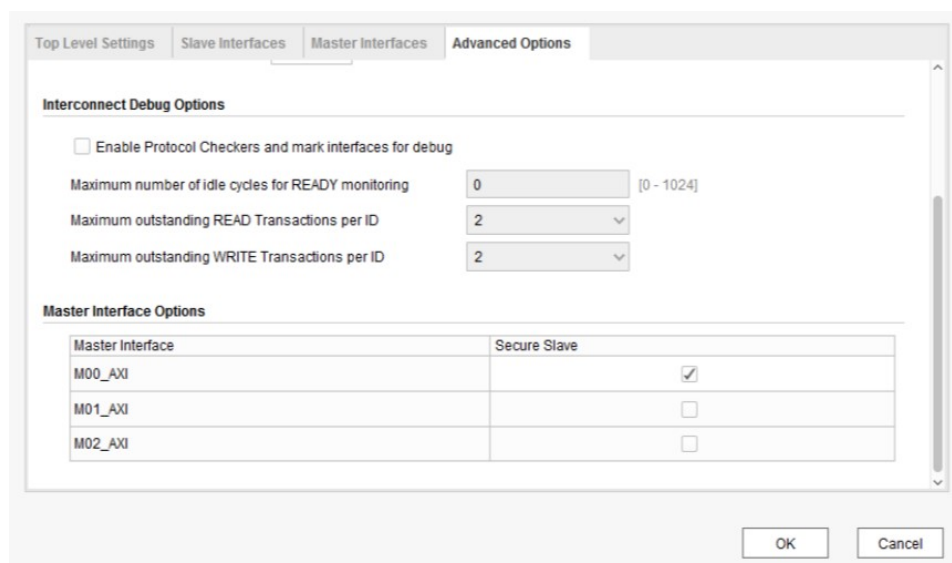 Top Level Settings Slave Interfaces Master Interfaces Advanced Options
Interconnect Debug Options
Enable Protocol Checkers and mark interfaces for debug
Maximum number of idle cycles for READY monitoring 0 [0 - 1024]
Maximum outstanding READ Transactions per ID 2
Maximum outstanding WRITE Transactions per ID 2
Master Interface Options
Master Interface Secure Slave
M00_AXI
M01_AXI
M02_AXI
OK Cancel